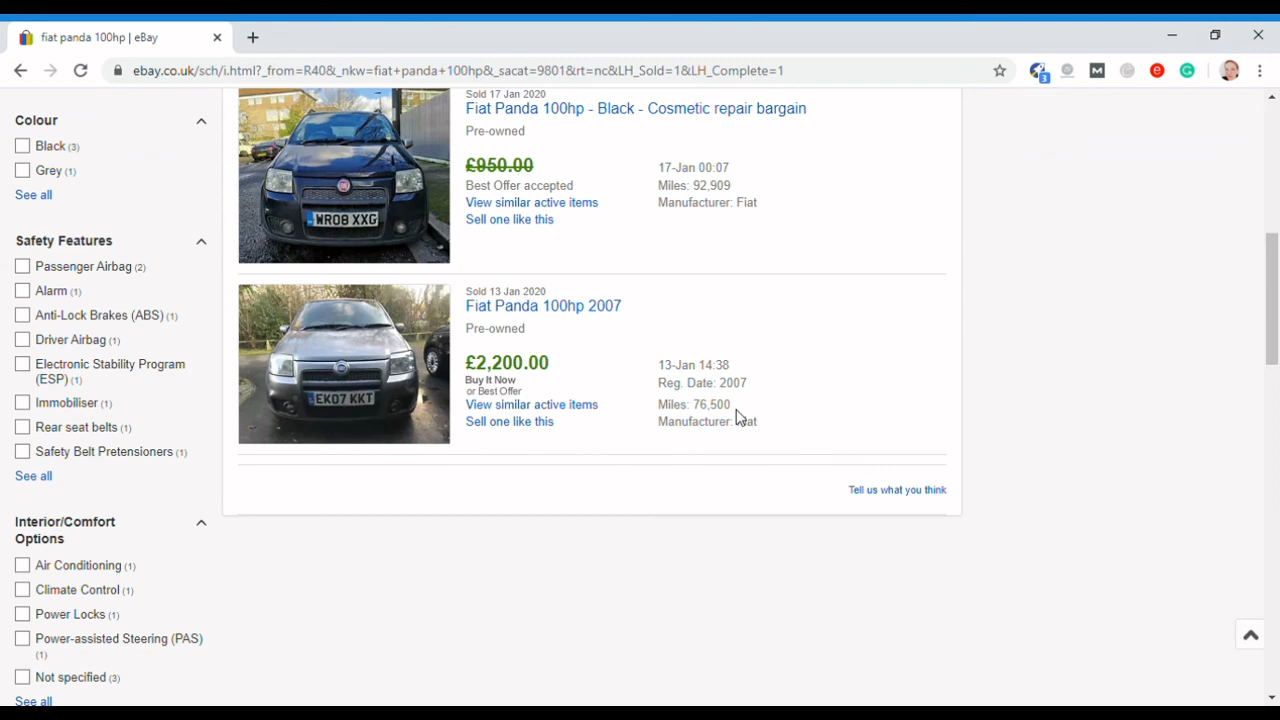 fiat panda 100hp | eBay
ebay.co.uk/sch/i.html?_from=R40&_nkw=fiat+panda+100hp&_sacat=9801&rt=nc&LH_Sold=1&LH_Complete=1
3
Colour
Black (3)
Grey (1)
See all
Safety Features
Passenger Airbag (2)
Alarm (1)
Anti-Lock Brakes (ABS) (1)
Driver Airbag (1)
Electronic Stability Program
(ESP) (1)
Immobiliser (1)
Rear seat belts (1)
Safety Belt Pretensioners (1)
See all
Interior/Comfort
Options
Air Conditioning (1)
Climate Control (1)
Power Locks (1)
Power-assisted Steering (PAS)
(1)
Not specified (3)
See all
Sold 17 Jan 2020
Fiat Panda 100hp - Black - Cosmetic repair bargain
Pre-owned
£950.00
17-Jan 00:07
Best Offer accepted
Miles: 92,909
View similar active items
Manufacturer: Fiat
Sell one like this
WR08 XXG
Sold 13 Jan 2020
Fiat Panda 100hp 2007
Pre-owned
£2,200.00
13-Jan 14:38
Buy It Now
Reg. Date: 2007
or Best Offer
View similar active items
Miles: 76,500
Sell one like this
Manufacturer: Fiat
EK07 KKT
Tell us what you think